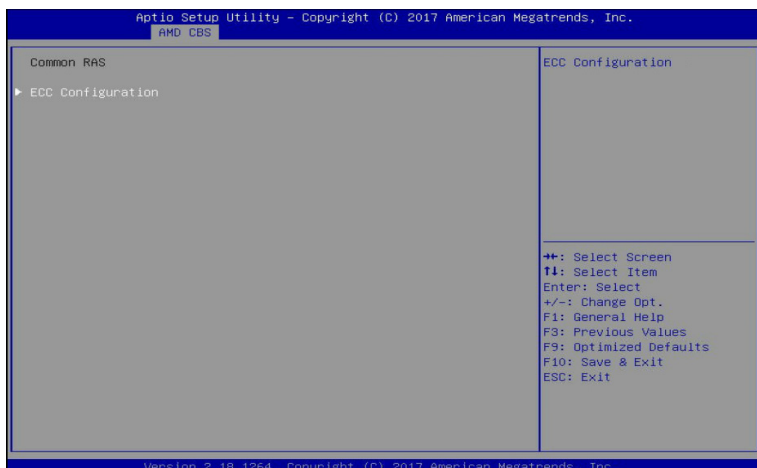 Aptio Setup Utility – Copyright (C) 2017 American Megatrends, Inc.
AMD CBS
Common RAS
ECC Configuration
ECC Configuration
→←: Select Screen
↑↓: Select Item
Enter: Select
+/-: Change Opt.
F1: General Help
F3: Previous Values
F9: Optimized Defaults
F10: Save & Exit
ESC: Exit
Version 2.18.1264. Copyright (C) 2017 American Megatrends, Inc.